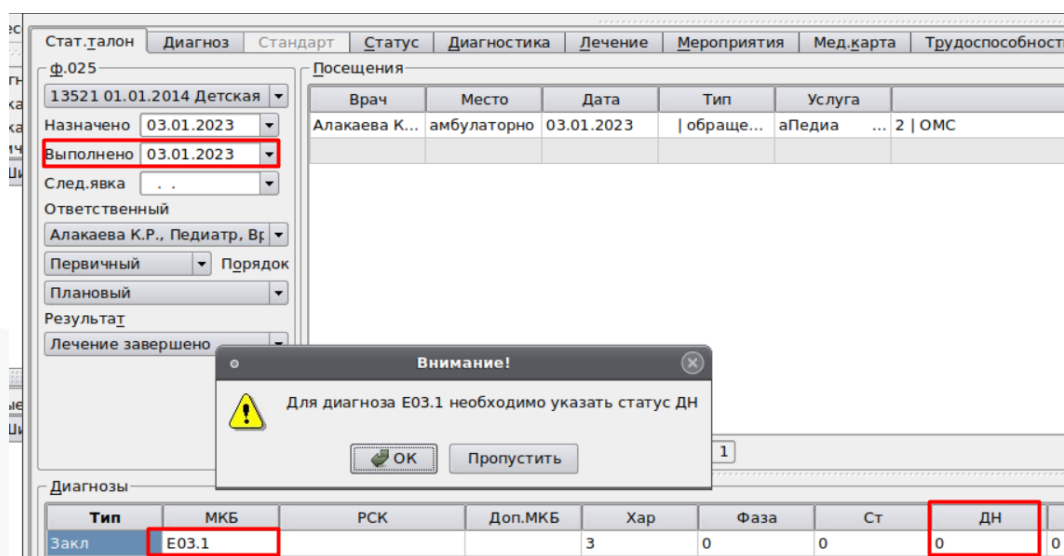 Стат.талон Диагноз Стандарт Статус Диагностика Лечение Мероприятия Мед.карта Трудоспособност
ф.025
Посещения
13521 01.01.2014 Детская
Врач Место Дата Тип Услуга
Назначено 03.01.2023
Алакаева К... амбулаторно 03.01.2023 | обраще... аПедиа ... 2 | ОМС
Выполнено 03.01.2023
След.явка . .
Ответственный
Алакаева К.Р., Педиатр, Вр
Первичный Порядок
Плановый
Результат
Лечение завершено
Внимание!
Для диагноза E03.1 необходимо указать статус ДН
ОК Пропустить
1
Диагнозы
Тип МКБ РСК Доп.МКБ Хар Фаза Ст ДН
Закл E03.1 3 0 0 0 0